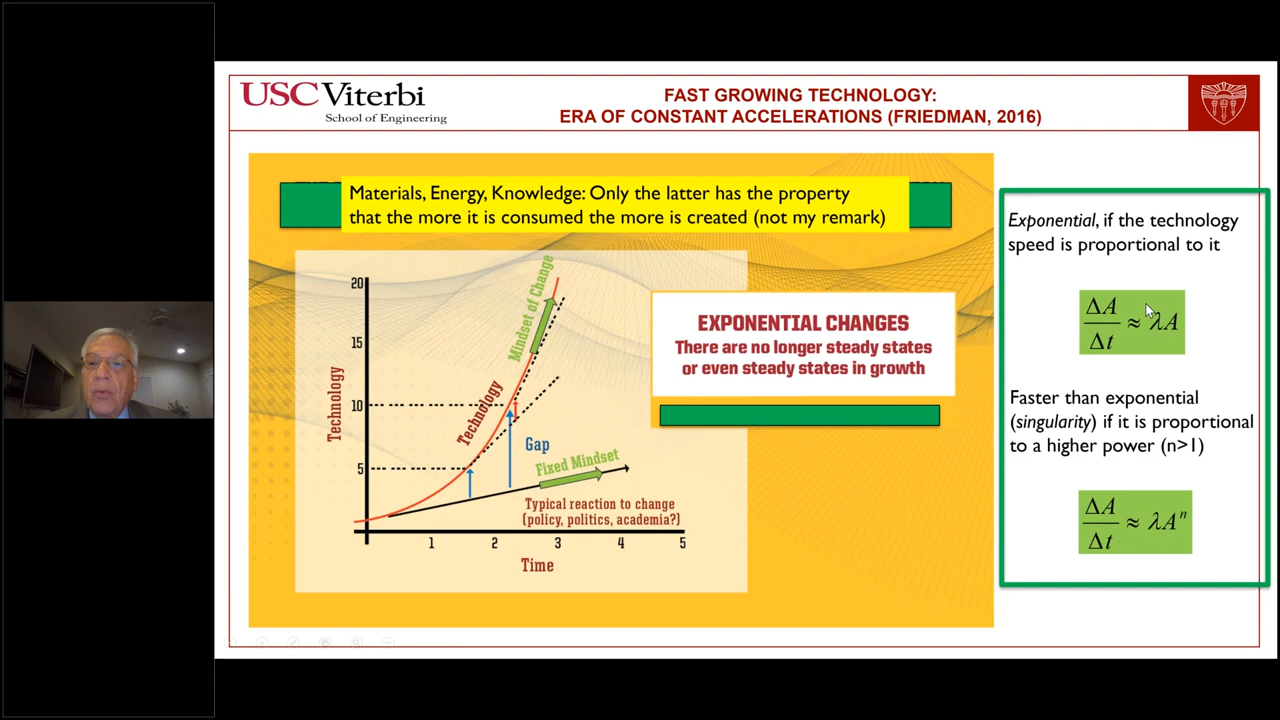 USC Viterbi
School of Engineering
FAST GROWING TECHNOLOGY:
ERA OF CONSTANT ACCELERATIONS (FRIEDMAN, 2016)
Materials, Energy, Knowledge: Only the latter has the property
that the more it is consumed the more is created (not my remark)
20
15
10
5
Technology
Technology
Mindset of Change
Gap
Fixed Mindset
Typical reaction to change
(policy, politics, academia?)
1 2 3 4 5
Time
EXPONENTIAL CHANGES
There are no longer steady states
or even steady states in growth
Exponential, if the technology
speed is proportional to it
ΔA
≈ λA
Δt
Faster than exponential
(singularity) if it is proportional
to a higher power (n>1)
ΔA
≈ λAⁿ
Δt